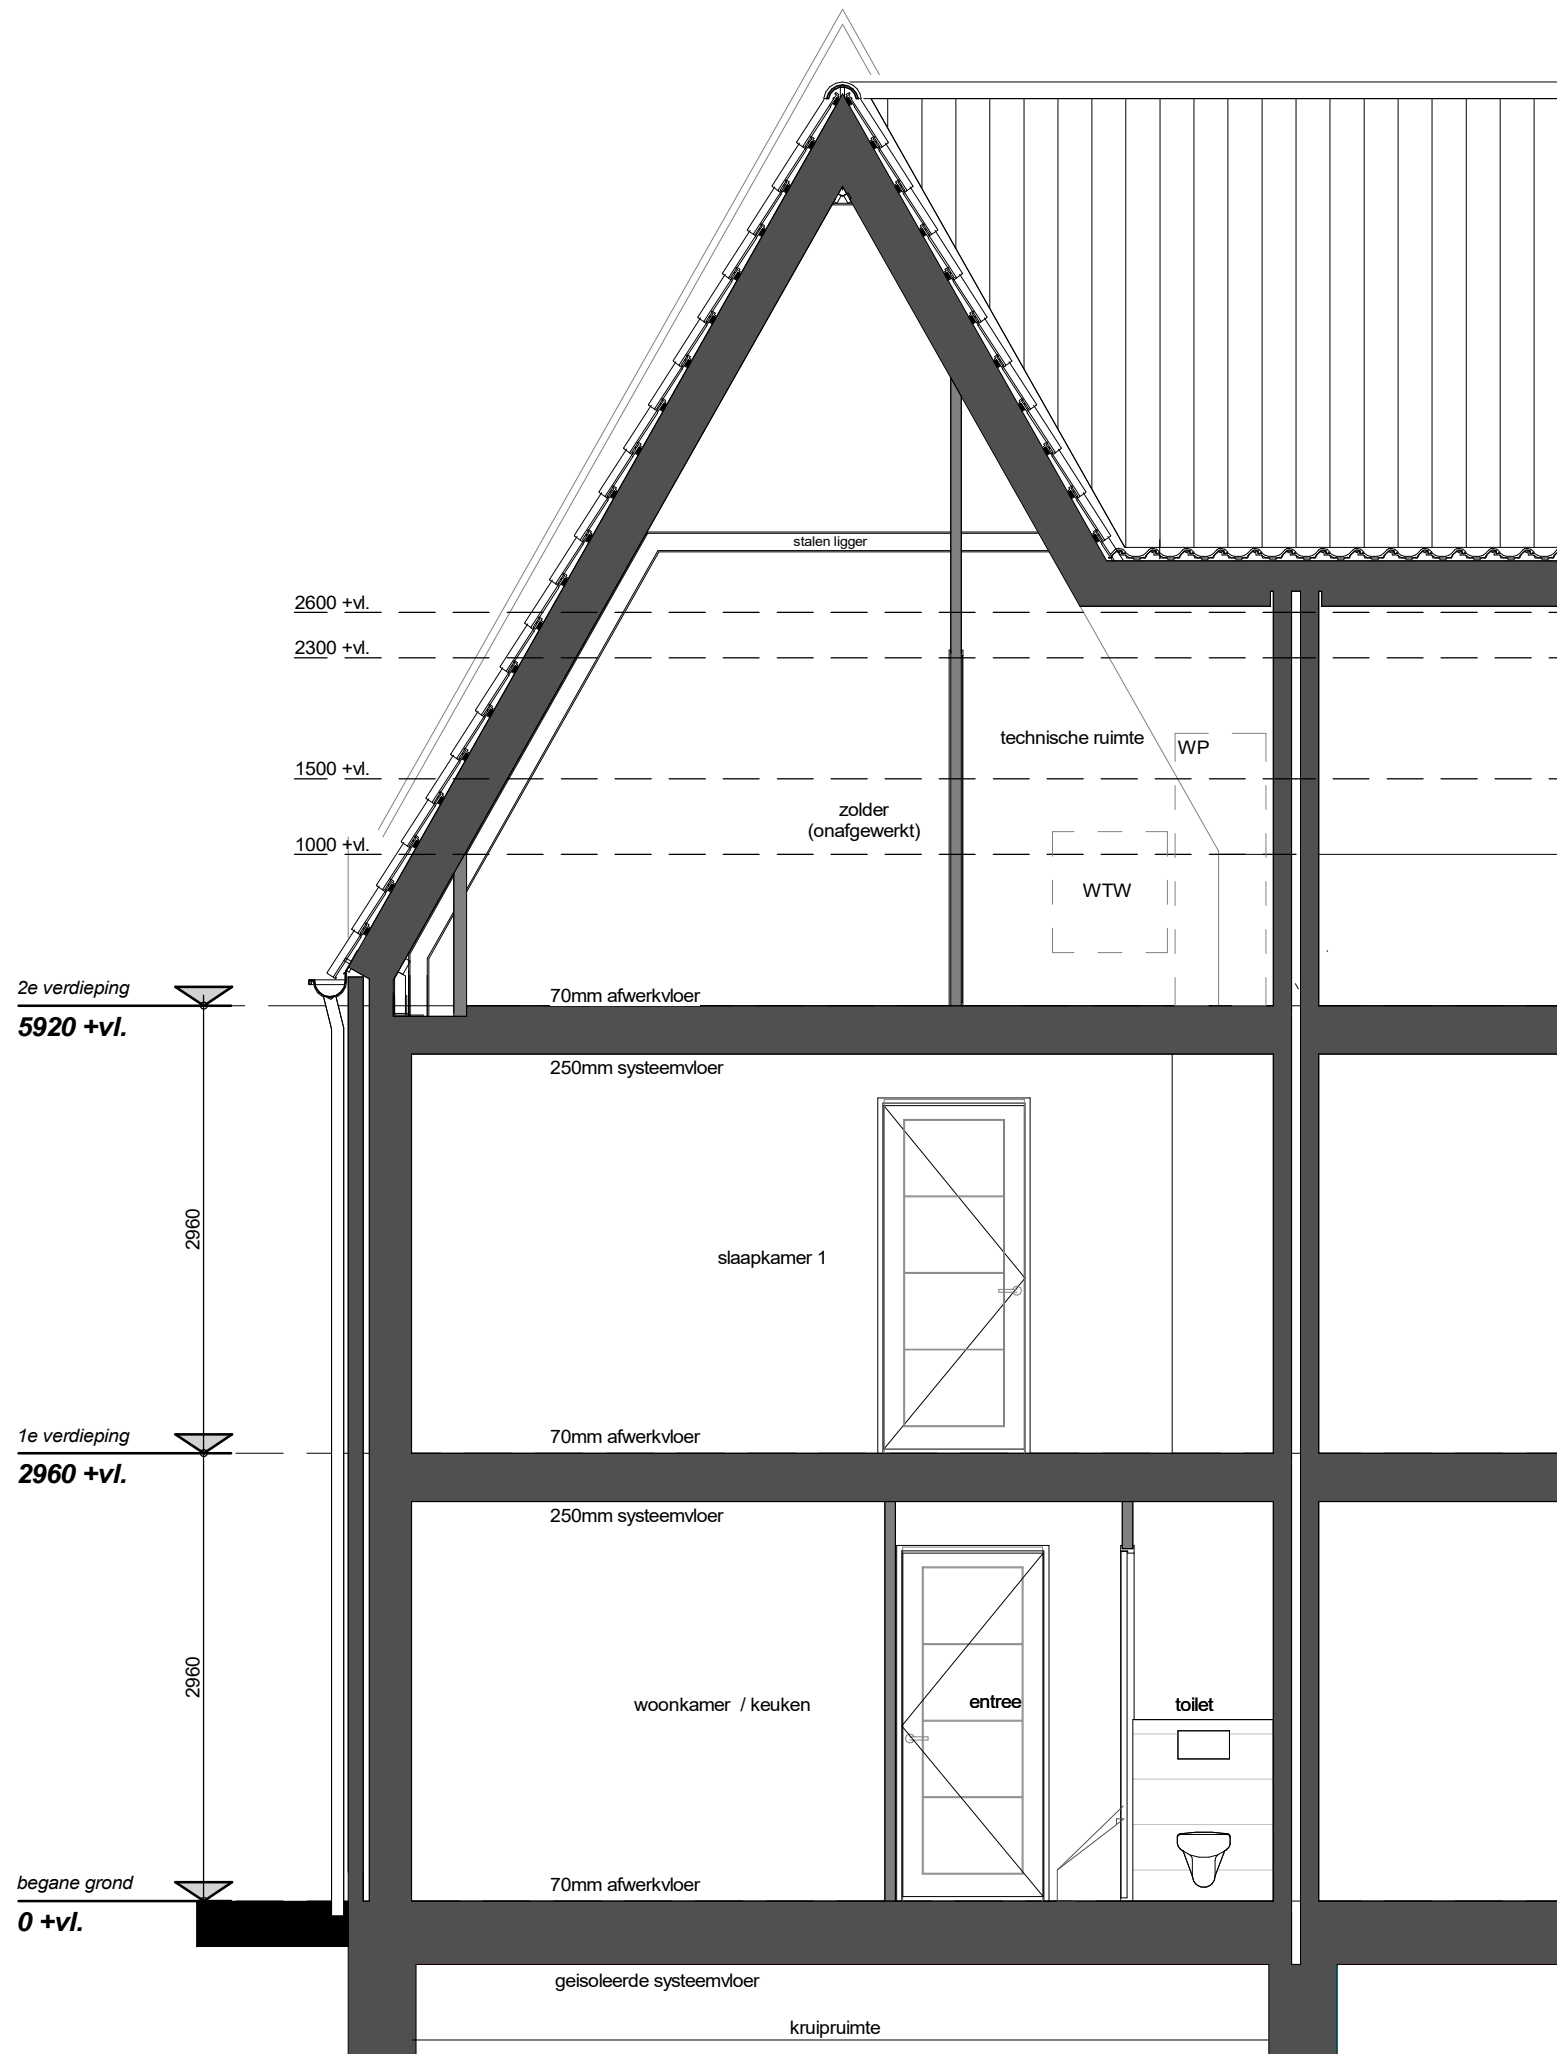 stalen ligger
2600 +vl.
2300 +vl.
technische ruimte
WP
1500 +vl.
zolder
(onafgewerkt)
1000 +vl.
WTW
2e verdieping
70mm afwerkvloer
5920 +vl.
250mm systeemvloer
2960
slaapkamer 1
1e verdieping
70mm afwerkvloer
2960 +vl.
250mm systeemvloer
2960
woonkamer / keuken
entree
toilet
begane grond
70mm afwerkvloer
0 +vl.
geisoleerde systeemvloer
kruipruimte